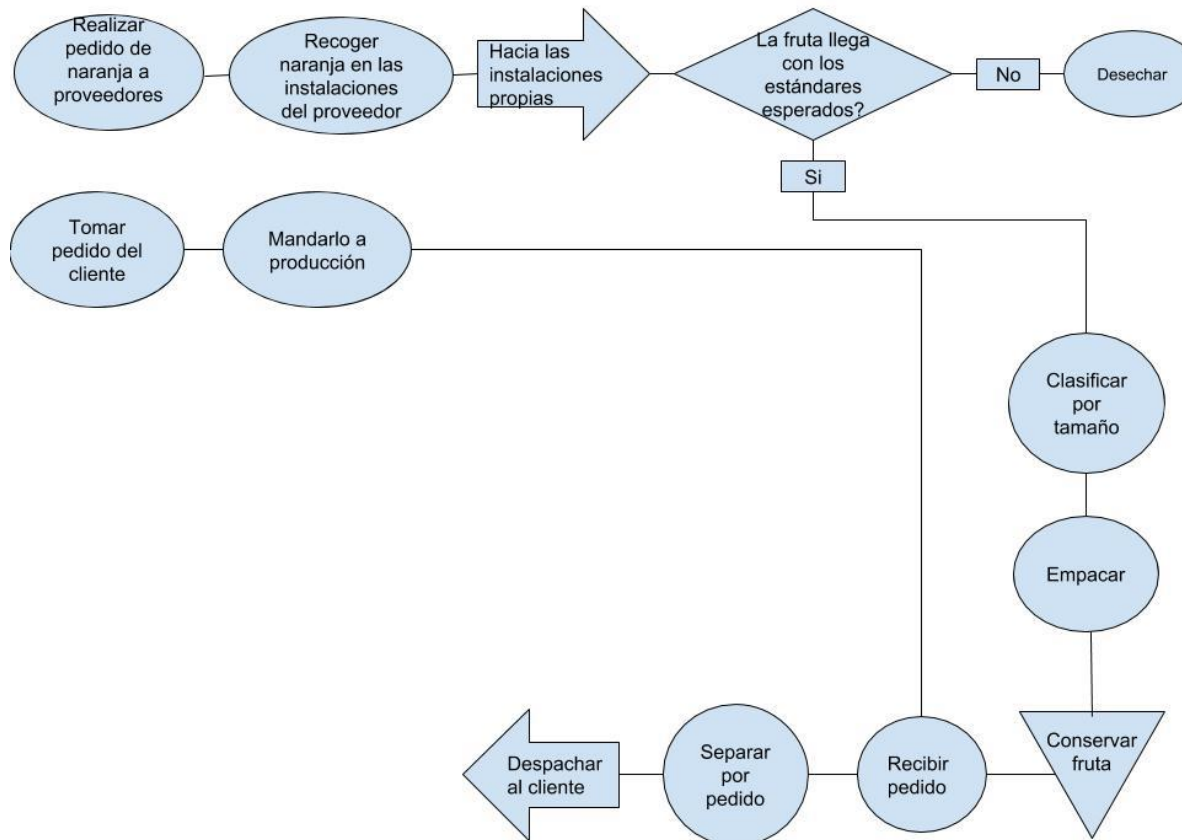 Realizar
pedido de
naranja a
proveedores
Recoger
naranja en las
instalaciones
del proveedor
Hacia las
instalaciones
propias
La fruta llega
con los
estándares
esperados?
No
Desechar
Si
Tomar
pedido del
cliente
Mandarlo a
producción
Clasificar
por
tamaño
Empacar
Conservar
fruta
Recibir
pedido
Separar
por
pedido
Despachar
al cliente